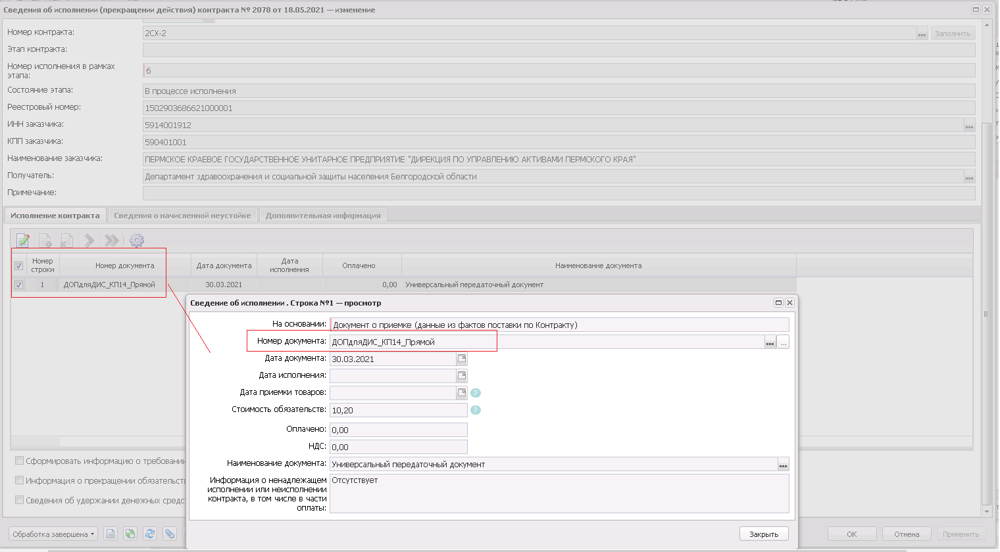 Сведения об исполнении (прекращении действия) контракта № 2078 от 18.05.2021 — изменение
Номер контракта:
2СХ-2
Заполнить
Этап контракта:
Номер исполнения в рамках
этапа:
6
Состояние этапа:
В процессе исполнения
Реестровый номер:
1502903686621000001
ИНН заказчика:
5914001912
КПП заказчика:
590401001
Наименование заказчика:
ПЕРМСКОЕ КРАЕВОЕ ГОСУДАРСТВЕННОЕ УНИТАРНОЕ ПРЕДПРИЯТИЕ "ДИРЕКЦИЯ ПО УПРАВЛЕНИЮ АКТИВАМИ ПЕРМСКОГО КРАЯ"
Получатель:
Департамент здравоохранения и социальной защиты населения Белгородской области
Примечание:
Исполнение контракта
Сведения о начисленной неустойке
Дополнительная информация
Номер
строки
Номер документа
Дата документа
Дата
исполнения
Оплачено
Наименование документа
1
ДОПдляДИС_КП14_Прямой
30.03.2021
0,00
Универсальный передаточный документ
Сведение об исполнении . Строка №1 — просмотр
На основании:
Документ о приемке (данные из фактов поставки по Контракту)
Номер документа:
ДОПдляДИС_КП14_Прямой
...
Дата документа:
30.03.2021
Дата исполнения:
Дата приемки товаров:
?
Стоимость обязательств:
10,20
?
Оплачено:
0,00
НДС:
0,00
Наименование документа:
Универсальный передаточный документ
Информация о ненадлежащем
исполнении или неисполнении
контракта, в том числе в части
оплаты:
Отсутствует
Закрыть
Сформировать информацию о требовании
Информация о прекращении обязательств
Сведения об удержании денежных средс
Обработка завершена
ОК
Отмена
Применить